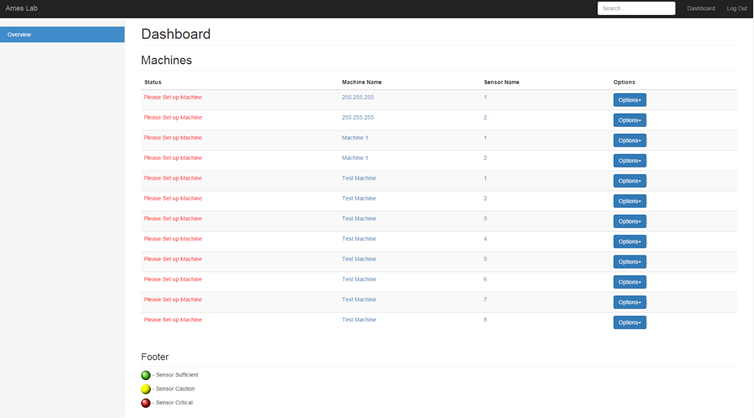 Ames Lab Search... Dashboard Log Out
Overview
Dashboard
Machines
Status Machine Name Sensor Name Options
Please Set up Machine 255.255.255 1 Options
Please Set up Machine 255.255.255 2 Options
Please Set up Machine Machine 1 1 Options
Please Set up Machine Machine 1 2 Options
Please Set up Machine Test Machine 1 Options
Please Set up Machine Test Machine 2 Options
Please Set up Machine Test Machine 3 Options
Please Set up Machine Test Machine 4 Options
Please Set up Machine Test Machine 5 Options
Please Set up Machine Test Machine 6 Options
Please Set up Machine Test Machine 7 Options
Please Set up Machine Test Machine 8 Options
Footer
- Sensor Sufficient
- Sensor Caution
- Sensor Critical